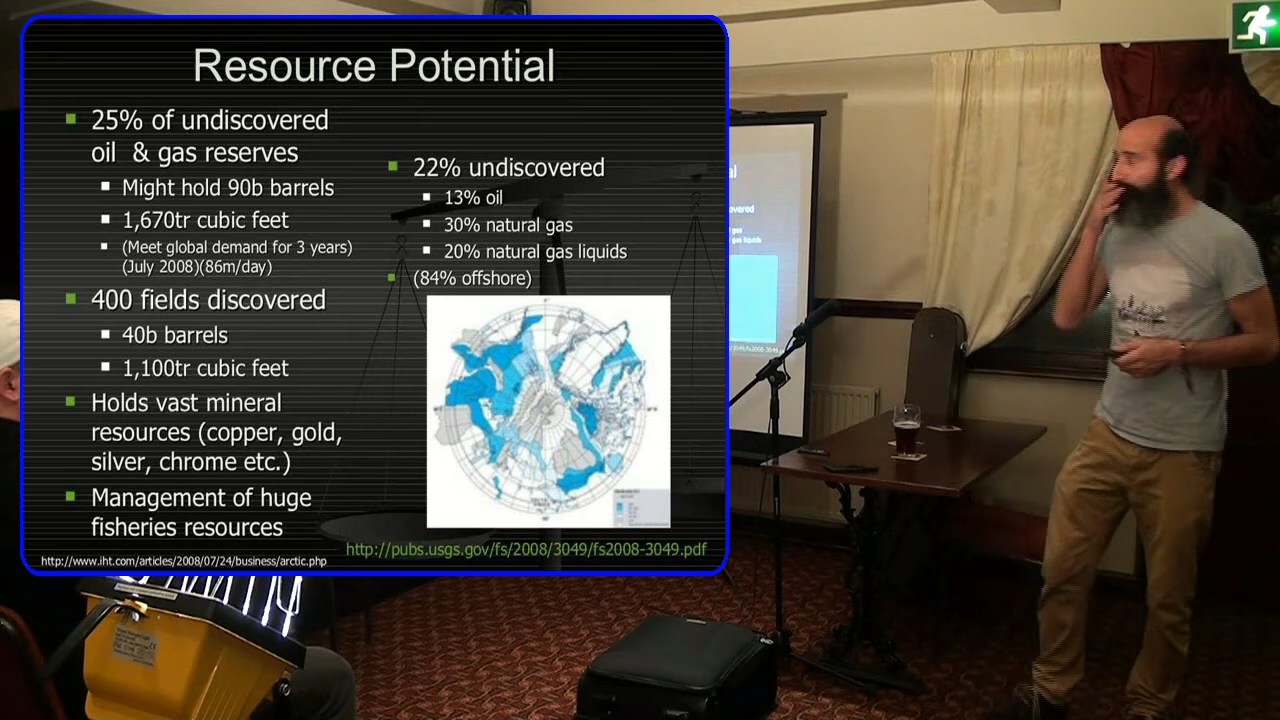 Resource Potential
25% of undiscovered
oil & gas reserves
Might hold 90b barrels
1,670tr cubic feet
(Meet global demand for 3 years)
(July 2008)(86m/day)
400 fields discovered
40b barrels
1,100tr cubic feet
Holds vast mineral
resources (copper, gold,
silver, chrome etc.)
Management of huge
fisheries resources
http://www.iht.com/articles/2008/07/24/business/arctic.php
22% undiscovered
13% oil
30% natural gas
20% natural gas liquids
(84% offshore)
http://pubs.usgs.gov/fs/2008/3049/fs2008-3049.pdf